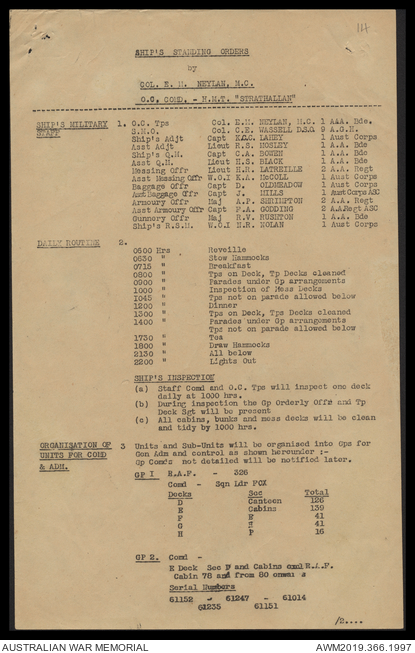 114
SHIP'S STANDING ORDERS
by
COL. E. M. NEYLAN, M.C.
O.C, COMD, - H.M.T. "STRATHALLAN"
SHIP'S MILITARY STAFF 1. O.C. Tps Col. E.M. NEYLAN, M.C. 1 A&A. Bde.
S.M.O. Col. C.E. WASSELL D.S.O. 9 A.G.H.
Ship's Adjt Capt LAHEY 1 Aust Corps
Asst Adjt Lieut R.S. MOSLEY 1 A.A. Bde
Ship's Q.M. Capt C.A. BOWEN 1 A.A. Bde
Asst Q.M. Lieut H.S. BLACK 1 A.A. Bde
Messing Offr Lieut H.R. LATREILLE 2 A.A. Regt
Asst Messing Offr W.O.I K.A. McCOLL 1 Aust Corps
Baggage Offr Capt D. OLDMEADOW 1 Aust Corps
Asst Baggage Offr Capt J. HILLS 1 Aust Corps ASC
Armoury Offr Maj A.P. SHRIMPTON 2 A.A. Regt
Asst Armoury Offr Capt F.A. GODDING 2 A.A.Regt ASC
Gunnery Offr Maj R.V. RUSHTON 1 A.A. Bde
Ship's R.S.M. W.O.I N.R. NOLAN 1 Aust Corps
DAILY ROUTINE 2.
0600 Hrs Reveille
0630 " Stow Hammocks
0715 " Breakfast
0800 " Tps on Deck, Tp Decks cleaned
0900 " Parades under Gp arrangements
1000 " Inspection of Mess Decks
1045 " Tps not on parade allowed below
1200 " Dinner
1300 " Tps on Deck, Tps Decks cleaned
1400 " Parades under Gp arrangements
Tps not on parade allowed below
1730 " Tea
1800 " Draw Hammocks
2130 " All below
2200 " Lights Out
SHIP'S INSPECTION
(a) Staff Comd and O.C. Tps will inspect one deck
daily at 1000 hrs.
(b) During inspection the Gp Orderly Offr and Tp
Deck Sgt will be present
(c) All cabins, bunks and mess decks will be clean
and tidy by 1000 hrs.
ORGANISATION OF 3 Units and Sub-Units will be organised into Gps for
UNITS FOR COMD Gen Adm and control as shown hereunder :-
& ADM. Gp Comds not detailed will be notified later.
GP I R.A.F. - 326
Comd - Sqn Ldr FOX
Decks Sec Total
D Canteen 126
E Cabins 139
F F 41
G 41
H F 16
GP 2. Comd -
E Deck Sec F and Cabins R.A.F.
Cabin 78 and from 80 onwards
Serial Numbers
61152 - 61247 - 61014
61235 61151
/2....
AUSTRALIAN WAR MEMORIAL AWM2019.366.1997